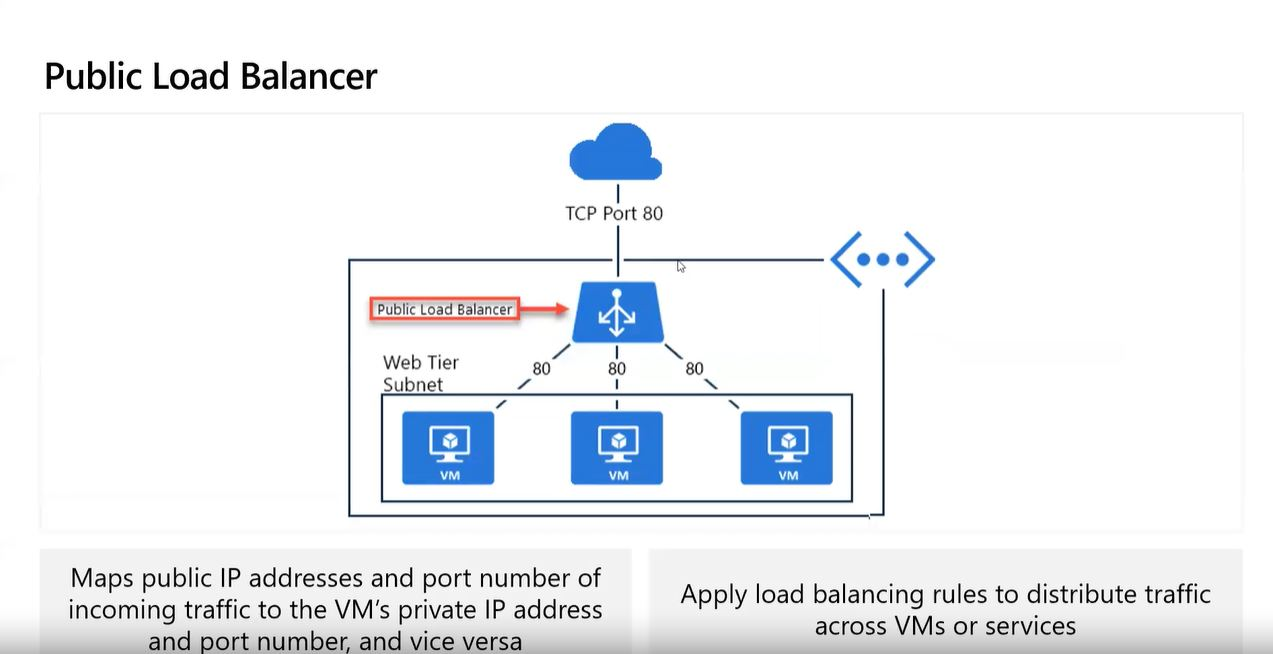 Public Load Balancer
TCP Port 80
Public Load Balancer
Web Tier
Subnet
80
80
80
VM
VM
VM
Maps public IP addresses and port number of
incoming traffic to the VM’s private IP address
and port number, and vice versa
Apply load balancing rules to distribute traffic
across VMs or services